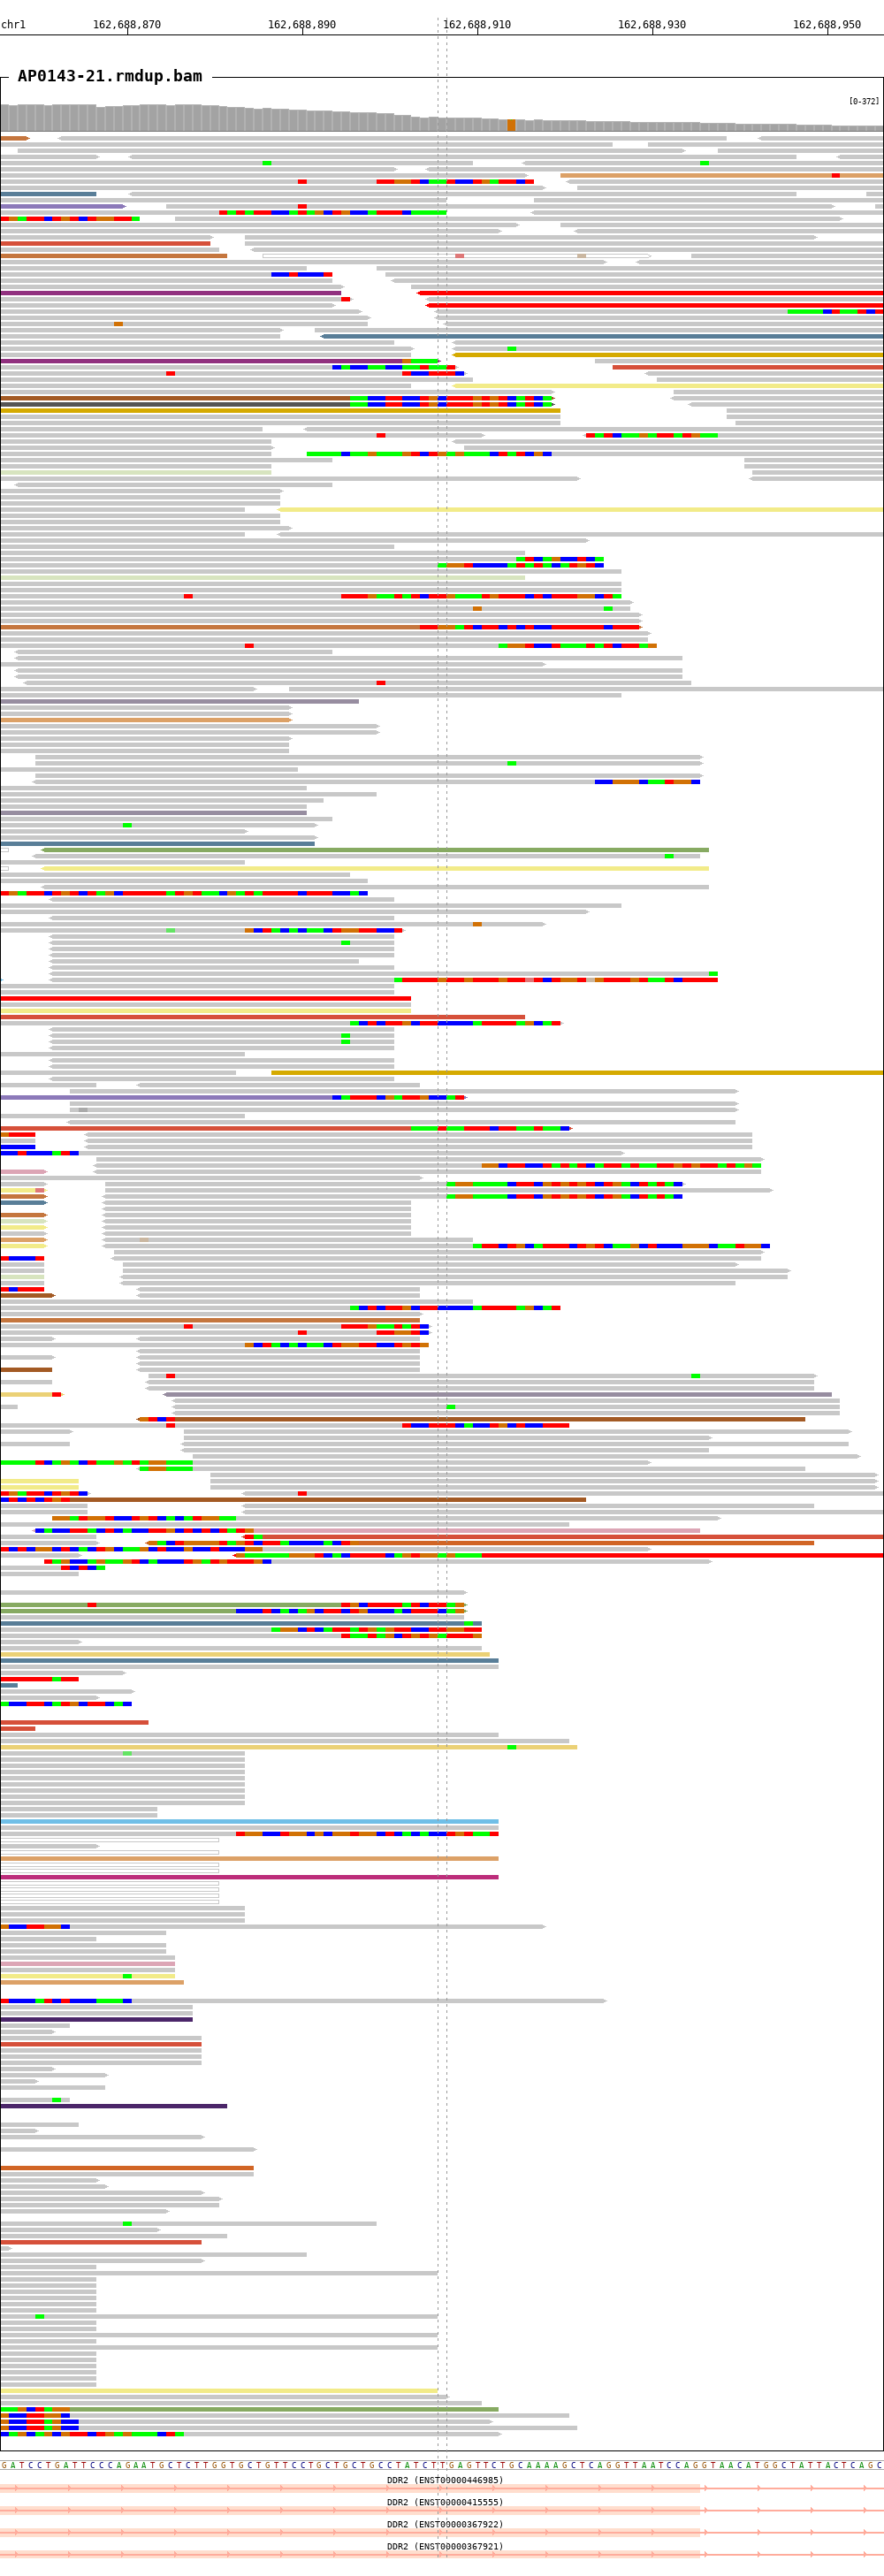 chr1 162,688,870 162,688,890 162,688,910 162,688,930 162,688,950
AP0143-21.rmdup.bam
[0-372]
GATCCTGATTCCCAGAATGCTCTTGGTGCTGTTCCTGCTGCTGCCTATCTTGAGTTCTGCAAAAGCTCAGGTTAATCCAGGTAACATGGCTATTACTCAGC
DDR2 (ENST00000446985)
DDR2 (ENST00000415555)
DDR2 (ENST00000367922)
DDR2 (ENST00000367921)